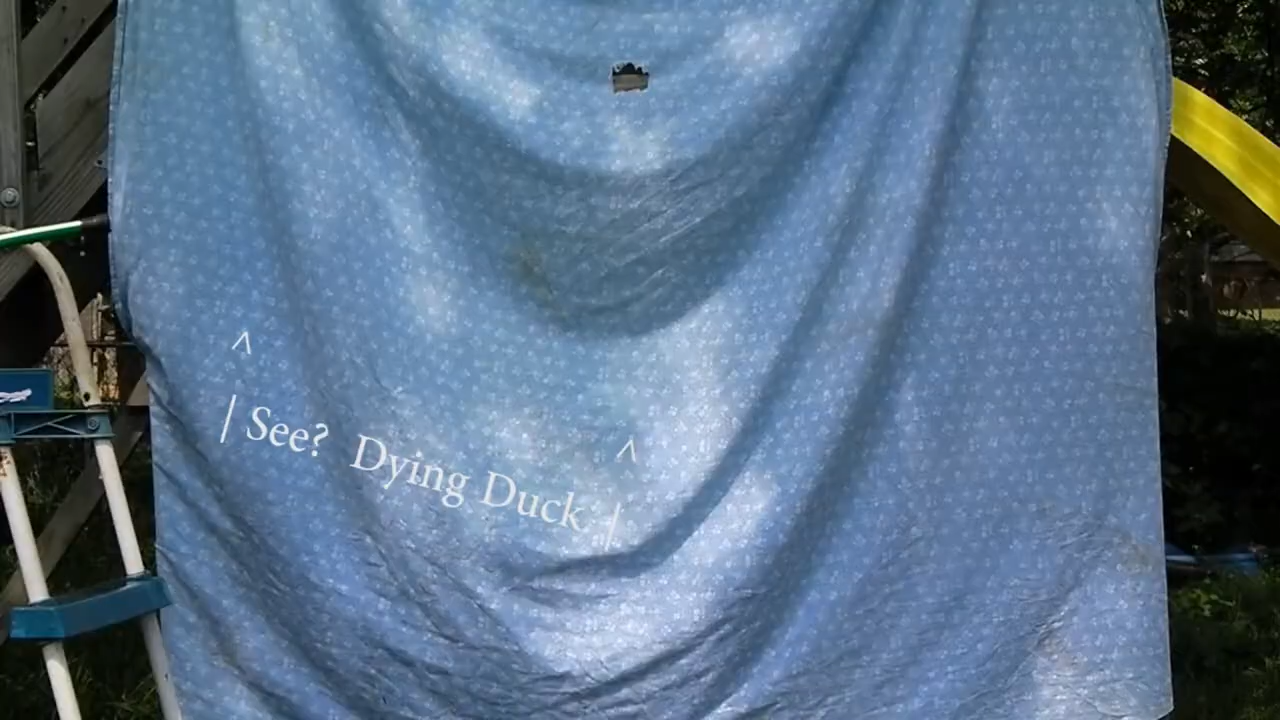 ^ ^
| See? Dying Duck. |